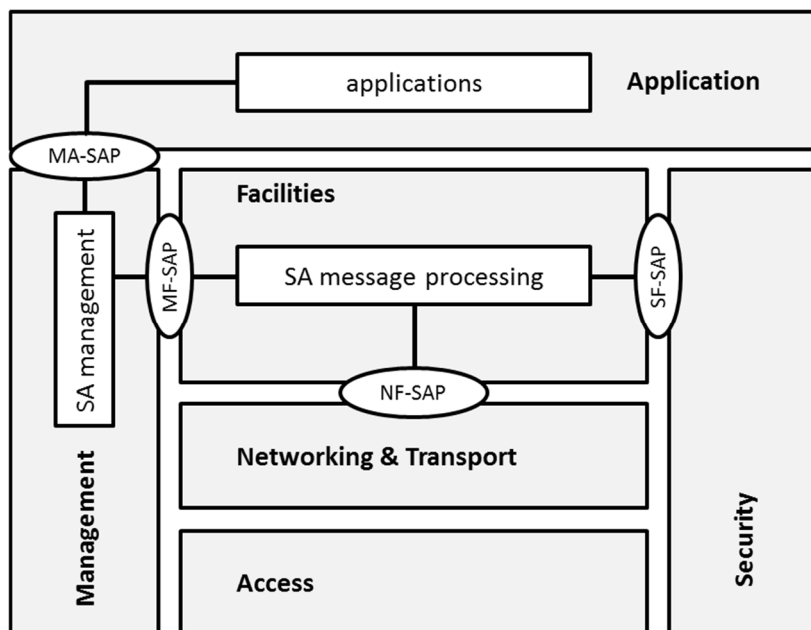 applications
Application
MA-SAP
Facilities
SA management
MF-SAP
SA message processing
SF-SAP
NF-SAP
Networking & Transport
Management
Security
Access